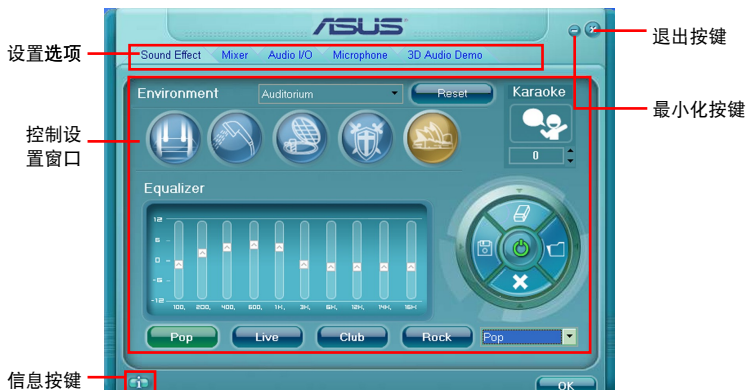 ASUS
退出按键
设置选项
Sound Effect Mixer Audio I/O Microphone 3D Audio Demo
最小化按键
Environment Auditorium Reset Karaoke
控制设
置窗口
0
Equalizer
12
6
0
-6
-12
100, 200, 400, 600, 1K, 3K, 6K, 12K, 14K, 16K
Pop Live Club Rock Pop
信息按键
i
OK